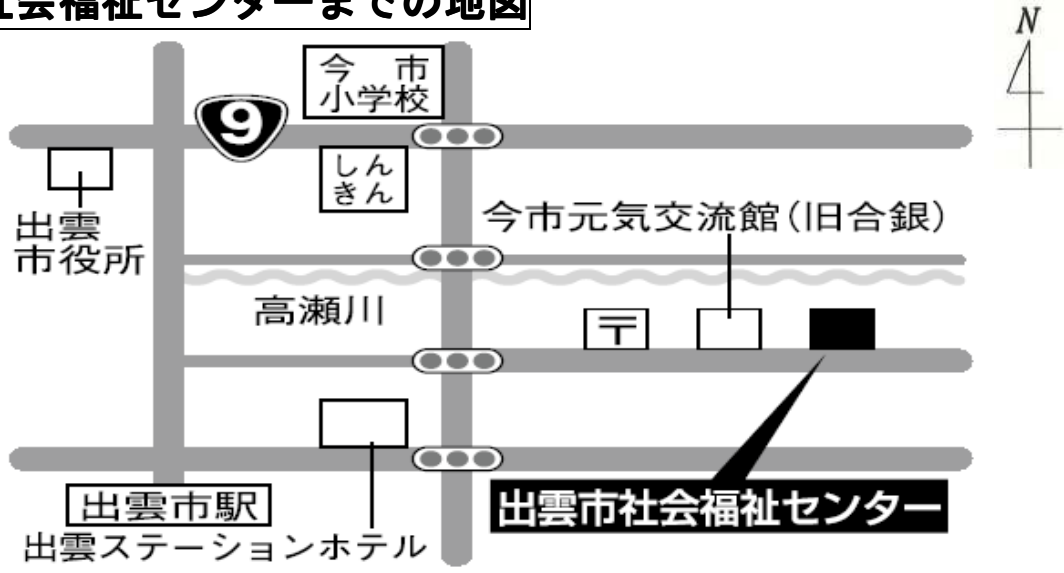 社会福祉センターまでの地図
N
今 市
小学校
9
しん
きん
出雲
市役所
今市元気交流館(旧合銀)
高瀬川
〒
出雲市駅
出雲市社会福祉センター
出雲ステーションホテル